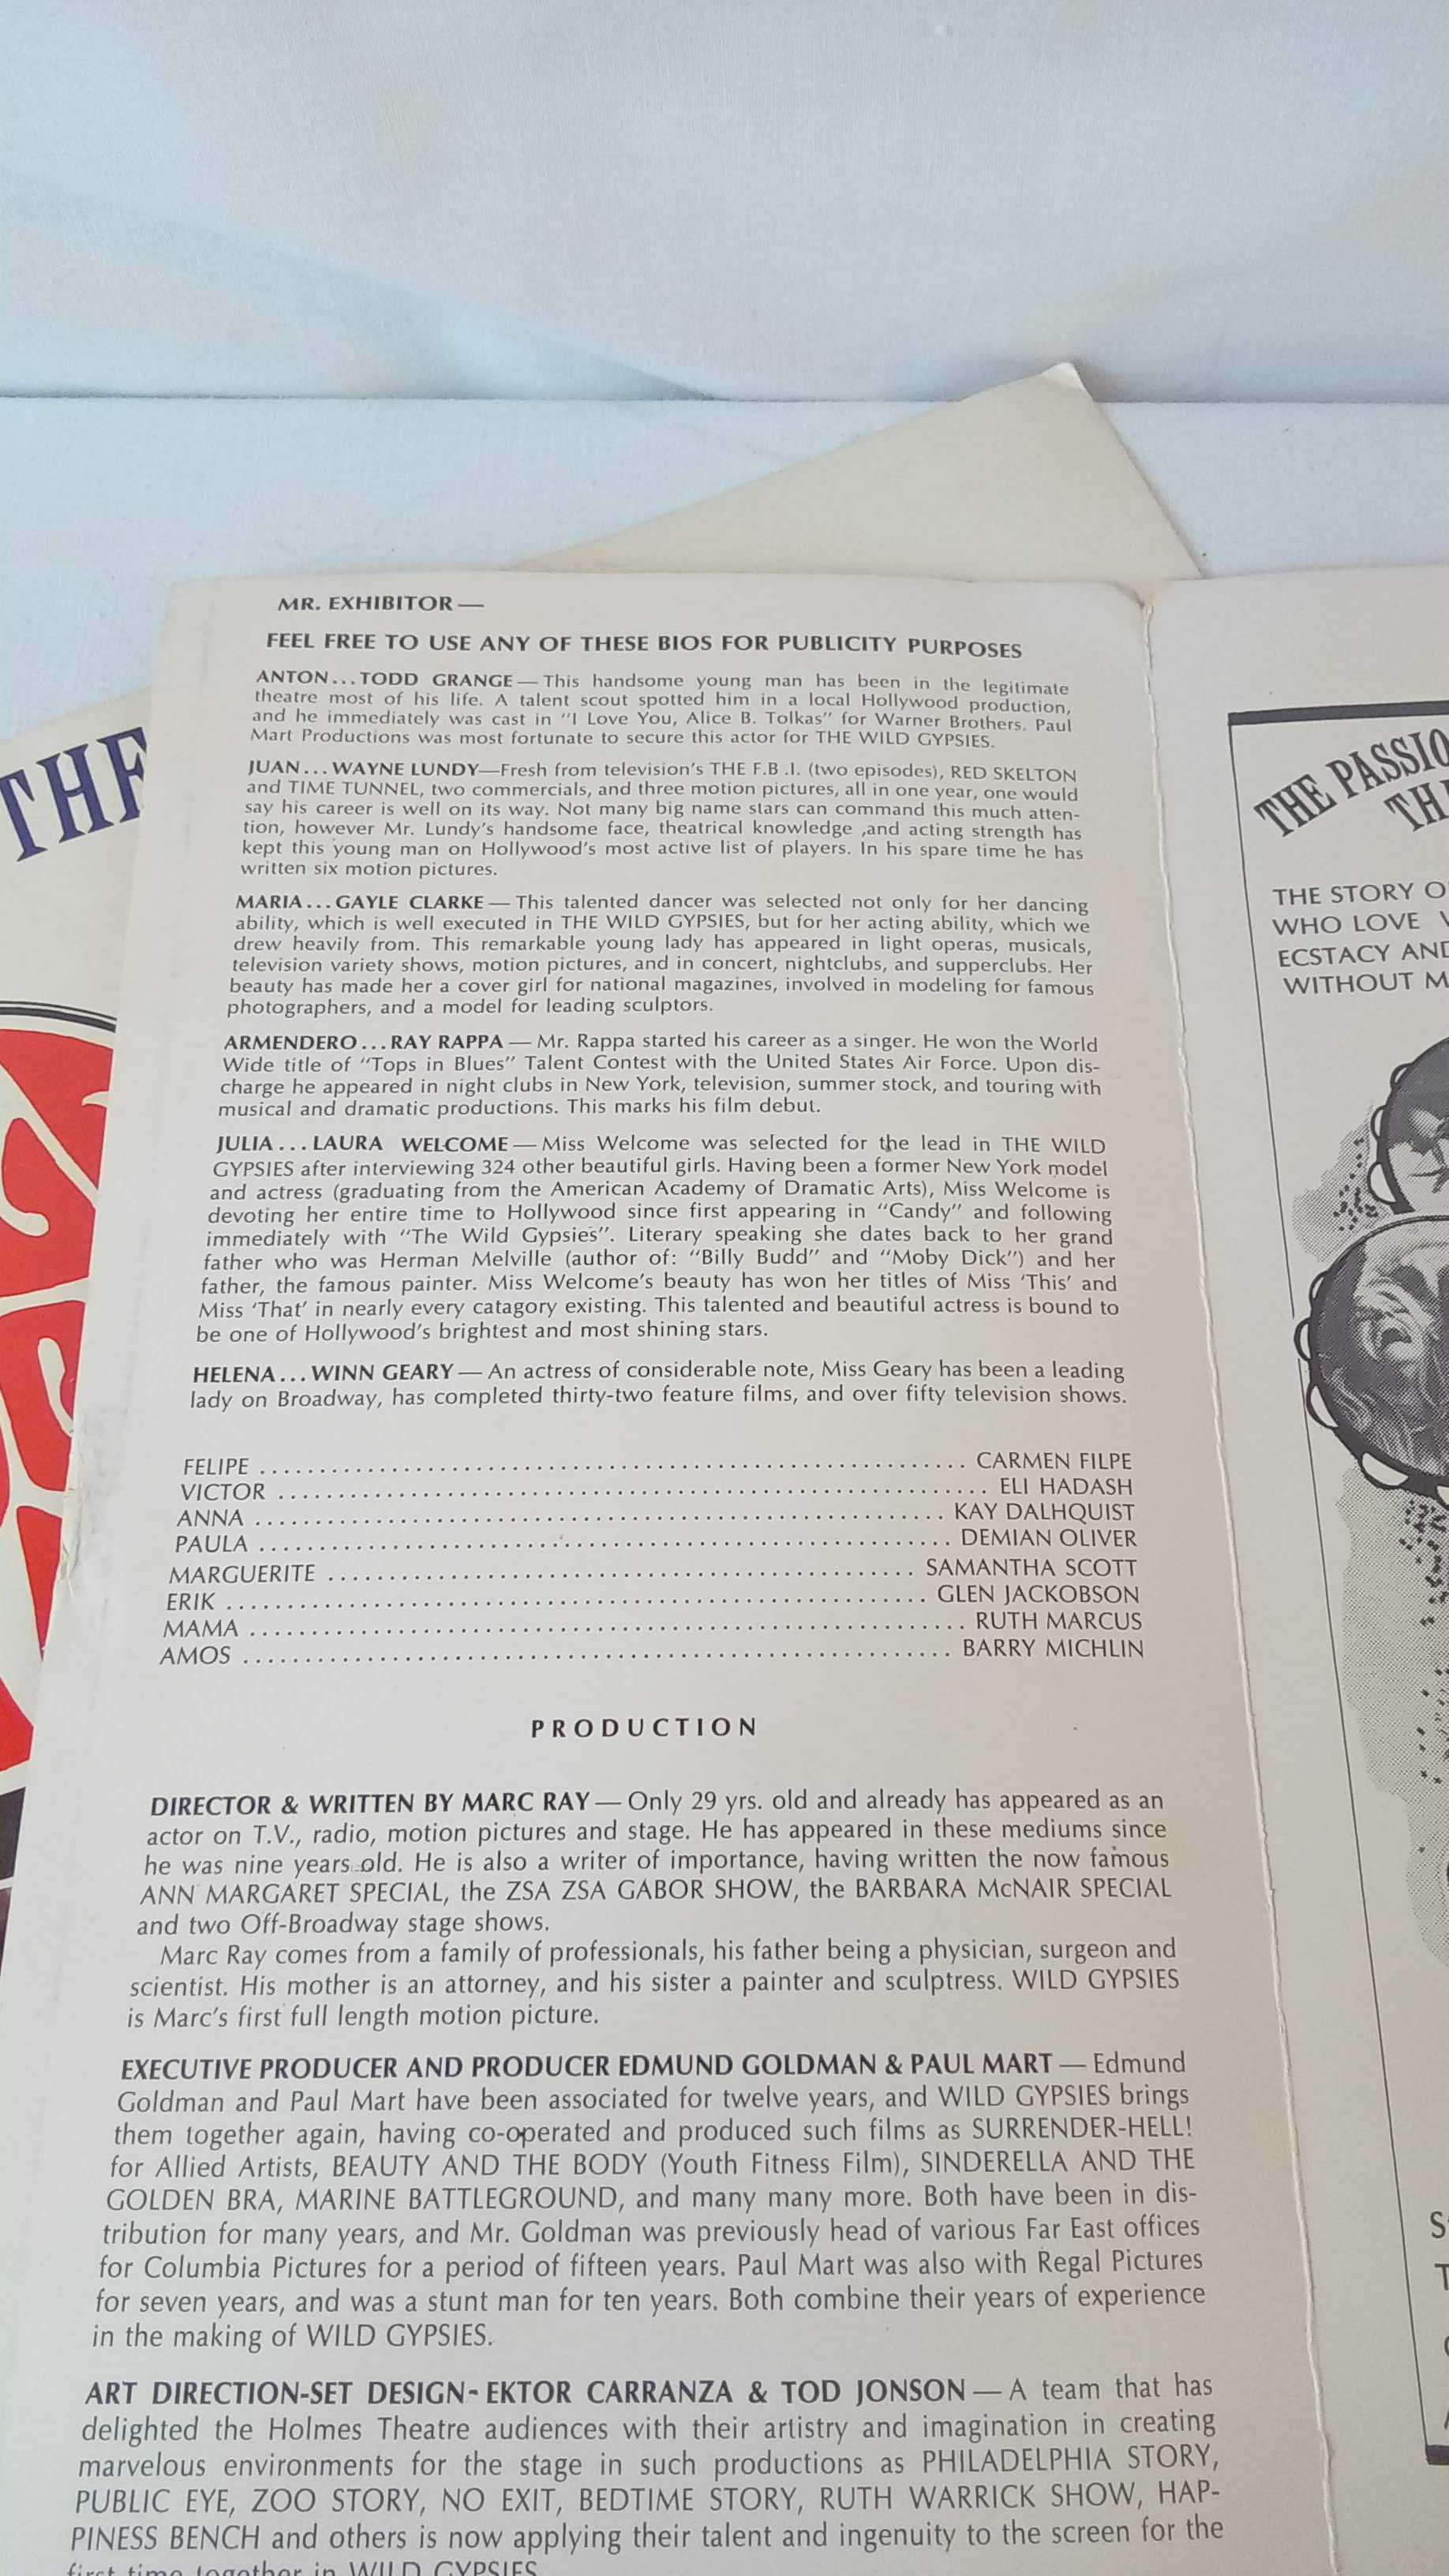 MR. EXHIBITOR —
FEEL FREE TO USE ANY OF THESE BIOS FOR PUBLICITY PURPOSES
ANTON...TODD GRANGE — This handsome young man has been in the legitimate
theatre most of his life. A talent scout spotted him in a local Hollywood production,
and he immediately was cast in "I Love You, Alice B. Tolkas" for Warner Brothers. Paul
Mart Productions was most fortunate to secure this actor for THE WILD GYPSIES.
JUAN...WAYNE LUNDY—Fresh from television's THE F.B .I. (two episodes), RED SKELTON
and TIME TUNNEL, two commercials, and three motion pictures, all in one year, one would
say his career is well on its way. Not many big name stars can command this much atten-
tion, however Mr. Lundy's handsome face, theatrical knowledge ,and acting strength has
kept this young man on Hollywood's most active list of players. In his spare time he has
written six motion pictures.
MARIA...GAYLE CLARKE — This talented dancer was selected not only for her dancing
ability, which is well executed in THE WILD GYPSIES, but for her acting ability, which we
drew heavily from. This remarkable young lady has appeared in light operas, musicals,
television variety shows, motion pictures, and in concert, nightclubs, and supperclubs. Her
beauty has made her a cover girl for national magazines, involved in modeling for famous
photographers, and a model for leading sculptors.
ARMENDERO...RAY RAPPA — Mr. Rappa started his career as a singer. He won the World
Wide title of "Tops in Blues" Talent Contest with the United States Air Force. Upon dis-
charge he appeared in night clubs in New York, television, summer stock, and touring with
musical and dramatic productions. This marks his film debut.
JULIA...LAURA WELCOME — Miss Welcome was selected for the lead in THE WILD
GYPSIES after interviewing 324 other beautiful girls. Having been a former New York model
and actress (graduating from the American Academy of Dramatic Arts), Miss Welcome is
devoting her entire time to Hollywood since first appearing in "Candy" and following
immediately with "The Wild Gypsies". Literary speaking she dates back to her grand
father who was Herman Melville (author of: "Billy Budd" and "Moby Dick") and her
father, the famous painter. Miss Welcome's beauty has won her titles of Miss 'This' and
Miss 'That' in nearly every catagory existing. This talented and beautiful actress is bound to
be one of Hollywood's brightest and most shining stars.
HELENA...WINN GEARY — An actress of considerable note, Miss Geary has been a leading
lady on Broadway, has completed thirty-two feature films, and over fifty television shows.
FELIPE ........ CARMEN FILPE
VICTOR ........ ELI HADASH
ANNA ........ KAY DALHQUIST
PAULA ........ DEMIAN OLIVER
MARGUERITE ........ SAMANTHA SCOTT
ERIK ........ GLEN JACKOBSON
MAMA ........ RUTH MARCUS
AMOS ........ BARRY MICHLIN
PRODUCTION
DIRECTOR & WRITTEN BY MARC RAY — Only 29 yrs. old and already has appeared as an
actor on T.V., radio, motion pictures and stage. He has appeared in these mediums since
he was nine years old. He is also a writer of importance, having written the now famous
ANN MARGARET SPECIAL, the ZSA ZSA GABOR SHOW, the BARBARA McNAIR SPECIAL
and two Off-Broadway stage shows.
Marc Ray comes from a family of professionals, his father being a physician, surgeon and
scientist. His mother is an attorney, and his sister a painter and sculptress. WILD GYPSIES
is Marc's first full length motion picture.
EXECUTIVE PRODUCER AND PRODUCER EDMUND GOLDMAN & PAUL MART — Edmund
Goldman and Paul Mart have been associated for twelve years, and WILD GYPSIES brings
them together again, having co-operated and produced such films as SURRENDER-HELL!
for Allied Artists, BEAUTY AND THE BODY (Youth Fitness Film), SINDERELLA AND THE
GOLDEN BRA, MARINE BATTLEGROUND, and many many more. Both have been in dis-
tribution for many years, and Mr. Goldman was previously head of various Far East offices
for Columbia Pictures for a period of fifteen years. Paul Mart was also with Regal Pictures
for seven years, and was a stunt man for ten years. Both combine their years of experience
in the making of WILD GYPSIES.
ART DIRECTION-SET DESIGN- EKTOR CARRANZA & TOD JONSON — A team that has
delighted the Holmes Theatre audiences with their artistry and imagination in creating
marvelous environments for the stage in such productions as PHILADELPHIA STORY,
PUBLIC EYE, ZOO STORY, NO EXIT, BEDTIME STORY, RUTH WARRICK SHOW, HAP-
PINESS BENCH and others is now applying their talent and ingenuity to the screen for the
first time together in WILD GYPSIES
THE
THE PASSIO
TH
THE STORY O
WHO LOVE
ECSTACY AND
WITHOUT M